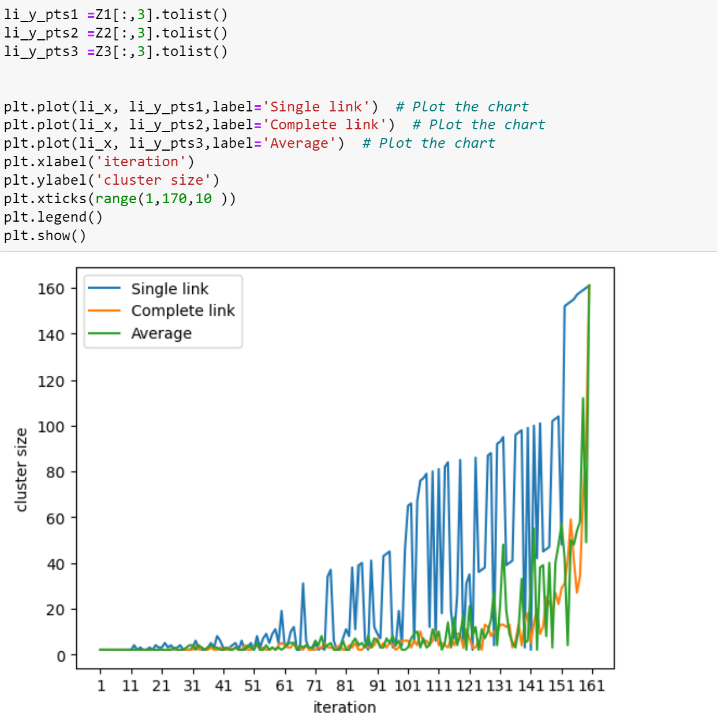 li_y_pts1 =Z1[:,3].tolist()
li_y_pts2 =Z2[:,3].tolist()
li_y_pts3 =Z3[:,3].tolist()
plt.plot(li_x, li_y_pts1,label='Single link')  # Plot the chart
plt.plot(li_x, li_y_pts2,label='Complete link')  # Plot the chart
plt.plot(li_x, li_y_pts3,label='Average')  # Plot the chart
plt.xlabel('iteration')
plt.ylabel('cluster size')
plt.xticks(range(1,170,10 ))
plt.legend()
plt.show()
Single link
Complete link
Average
160
140
120
100
80
60
40
20
0
cluster size
1 11 21 31 41 51 61 71 81 91 101 111 121 131 141 151 161
iteration